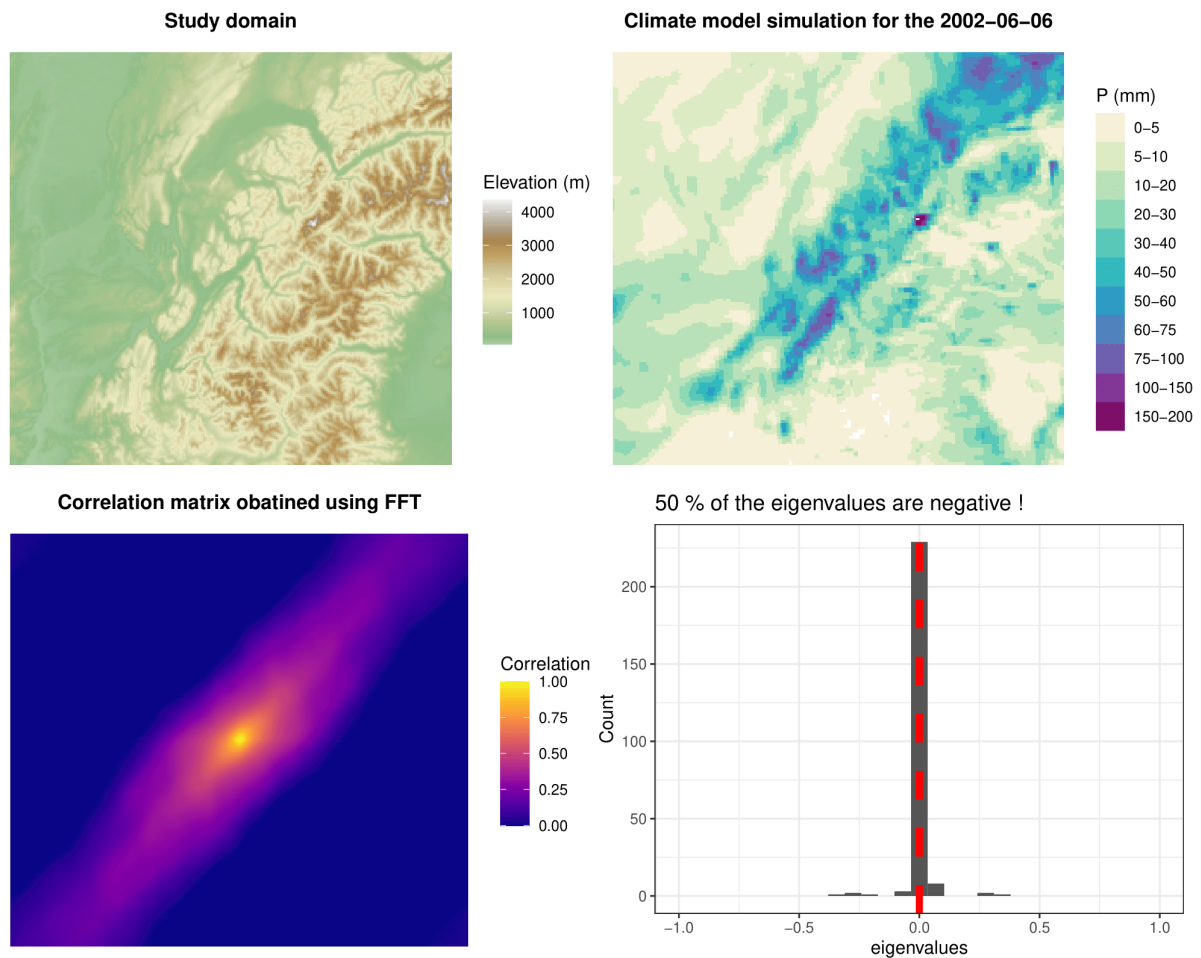 Study domain
Climate model simulation for the 2002−06−06
Elevation (m)
4000
3000
2000
1000
P (mm)
0−5
5−10
10−20
20−30
30−40
40−50
50−60
60−75
75−100
100−150
150−200
Correlation matrix obatined using FFT
Correlation
1.00
0.75
0.50
0.25
0.00
50 % of the eigenvalues are negative !
Count
200
150
100
50
0
−1.0 −0.5 0.0 0.5 1.0
eigenvalues